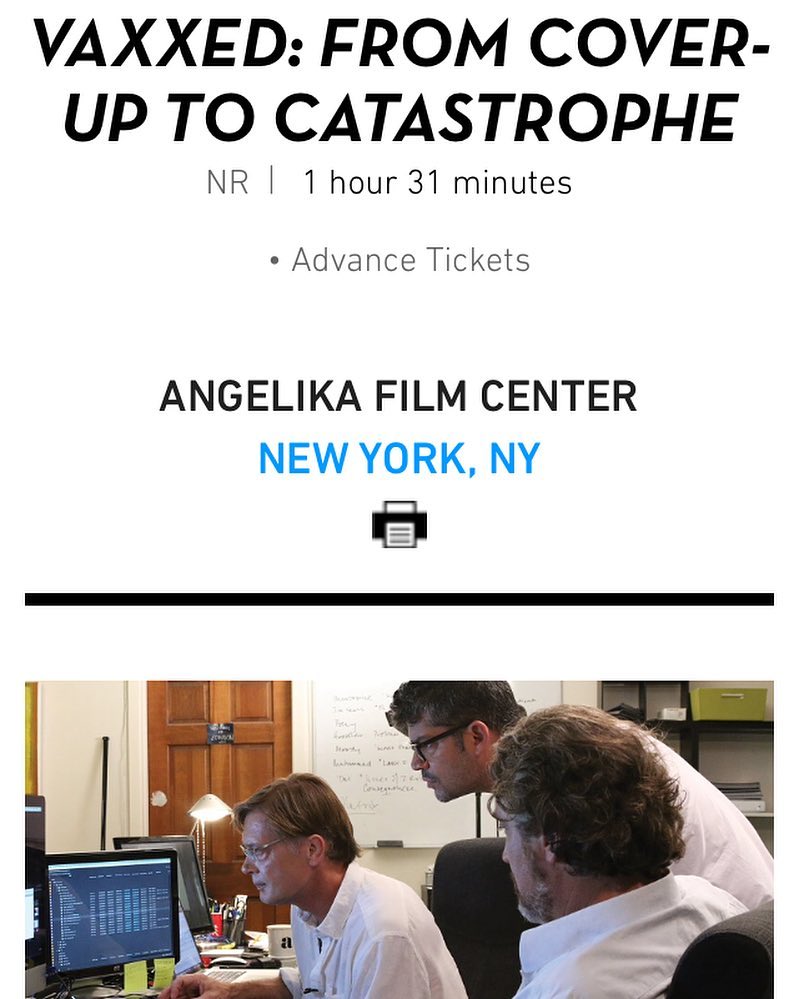 VAXXED: FROM COVER-
UP TO CATASTROPHE
NR | 1 hour 31 minutes
• Advance Tickets
ANGELIKA FILM CENTER
NEW YORK, NY